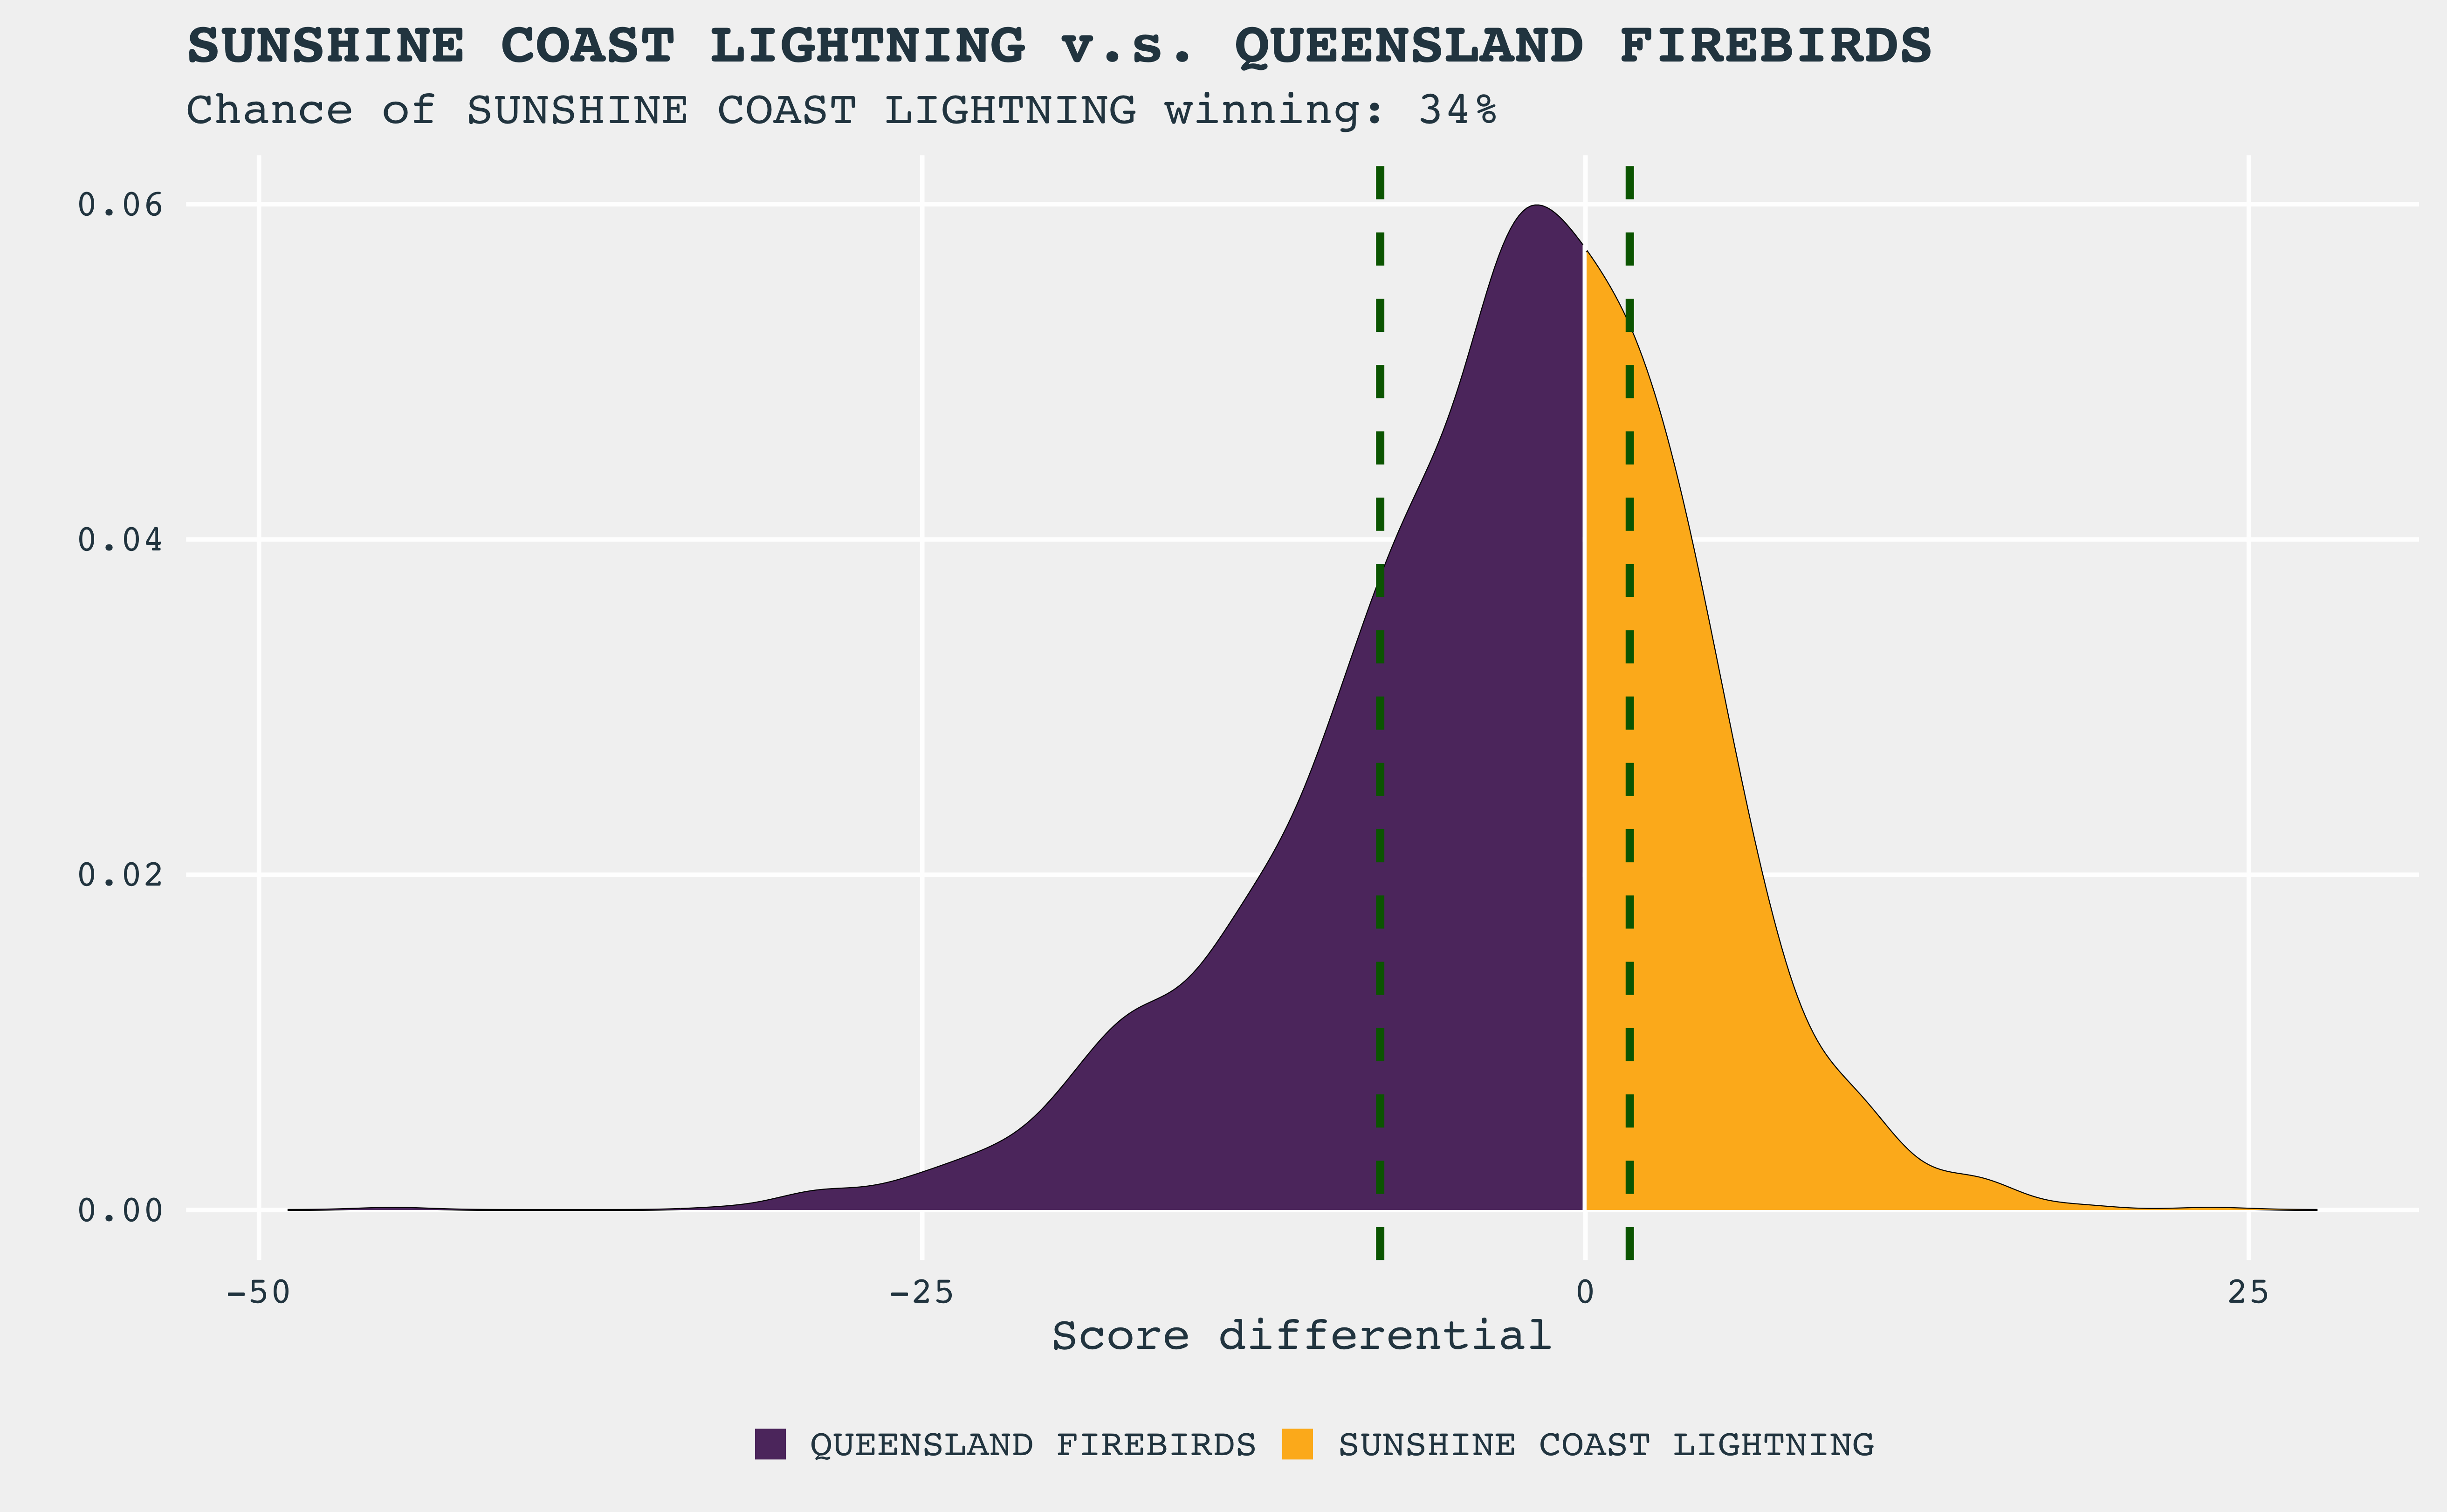 SUNSHINE COAST LIGHTNING v.s. QUEENSLAND FIREBIRDS
Chance of SUNSHINE COAST LIGHTNING winning: 34%
0.06
0.04
0.02
0.00
-50
-25
0
25
Score differential
QUEENSLAND FIREBIRDS
SUNSHINE COAST LIGHTNING